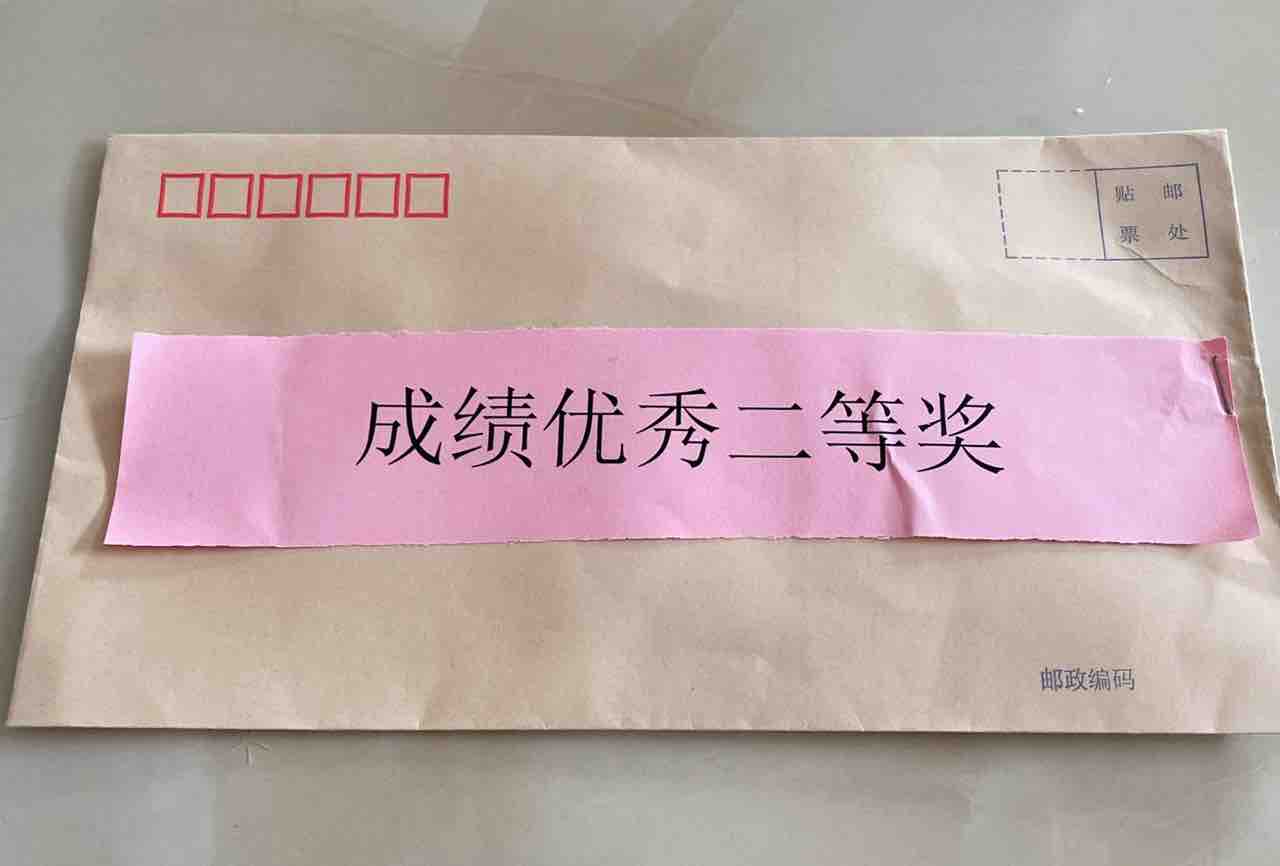 贴 邮
票 处
成绩优秀二等奖
邮政编码